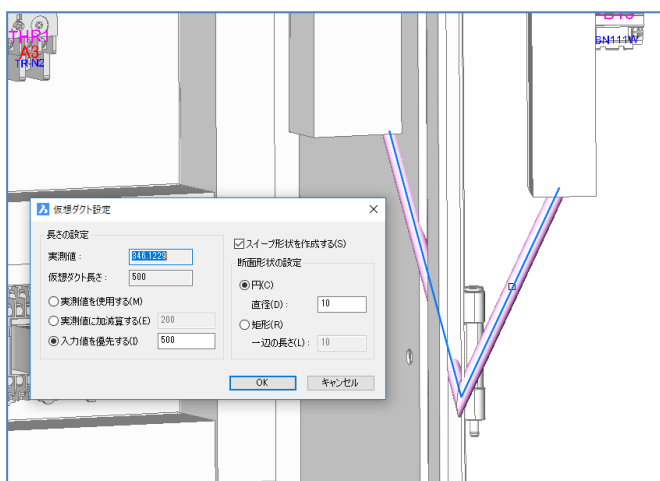 THR1
A3
TR-N2
BN111W
仮想ダクト設定
長さの設定
実測値：
846.1229
仮想ダクト長さ：
500
実測値を使用する(M)
実測値に加減算する(E)
200
入力値を優先する(I)
500
スイープ形状を作成する(S)
断面形状の設定
円(C)
直径(D)：
10
矩形(R)
一辺の長さ(L)：
10
OK
キャンセル